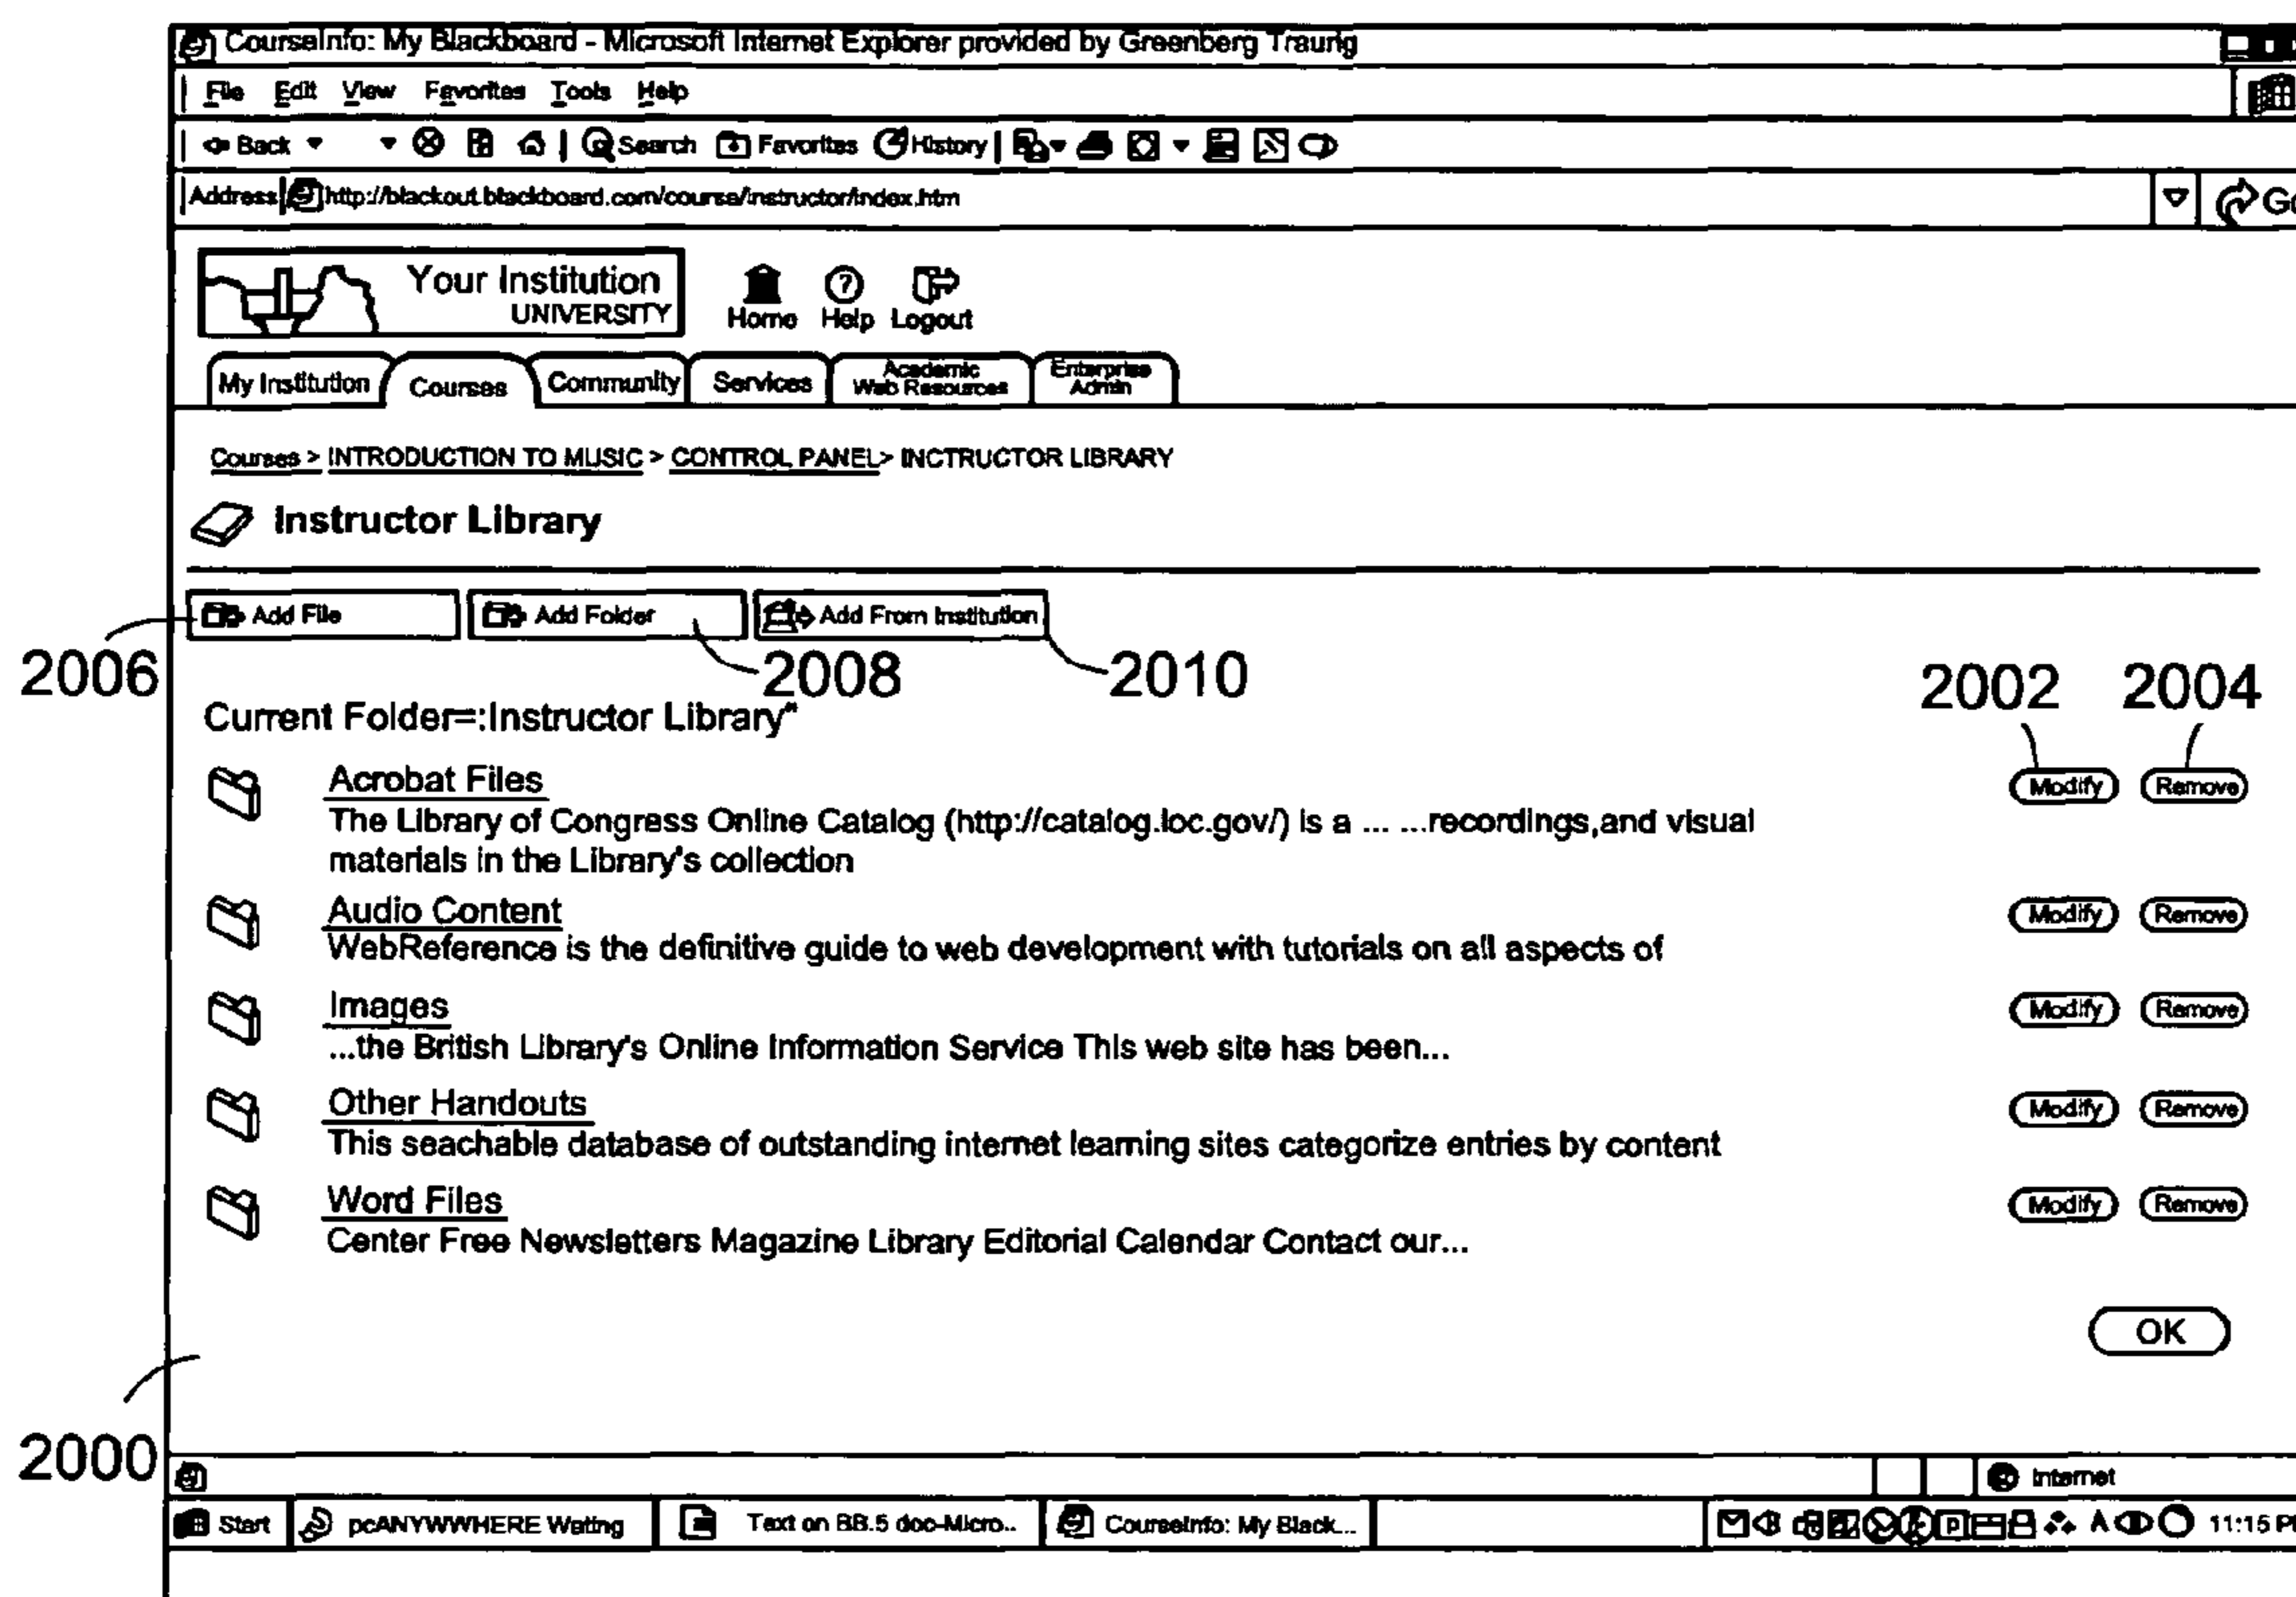 CourseInfo: My Blackboard - Microsoft Internet Explorer provided by Greenberg Traurig
File Edit View Favorites Tools Help
Back Search Favorites History
Address http://blackout.blackboard.com/course/instructor/index.htm Go
Your Institution
UNIVERSITY
Home Help Logout
My Institution Courses Community Services Academic Web Resources Enterprise Admin
Courses > INTRODUCTION TO MUSIC > CONTROL PANEL> INCTRUCTOR LIBRARY
Instructor Library
Add File Add Folder Add From Institution
2006 2008 2010 2002 2004
Current Folder=:Instructor Library"
Acrobat Files Modify Remove
The Library of Congress Online Catalog (http://catalog.loc.gov/) is a ... ...recordings,and visual
materials in the Library's collection
Audio Content Modify Remove
WebReference is the definitive guide to web development with tutorials on all aspects of
Images Modify Remove
...the British Library's Online Information Service This web site has been...
Other Handouts Modify Remove
This seachable database of outstanding internet learning sites categorize entries by content
Word Files Modify Remove
Center Free Newsletters Magazine Library Editorial Calendar Contact our...
OK
2000
Internet
Start pcANYWWHERE Wating Text on BB.5 doc-Micro.. CourseInfo: My Black... P A 11:15 PM